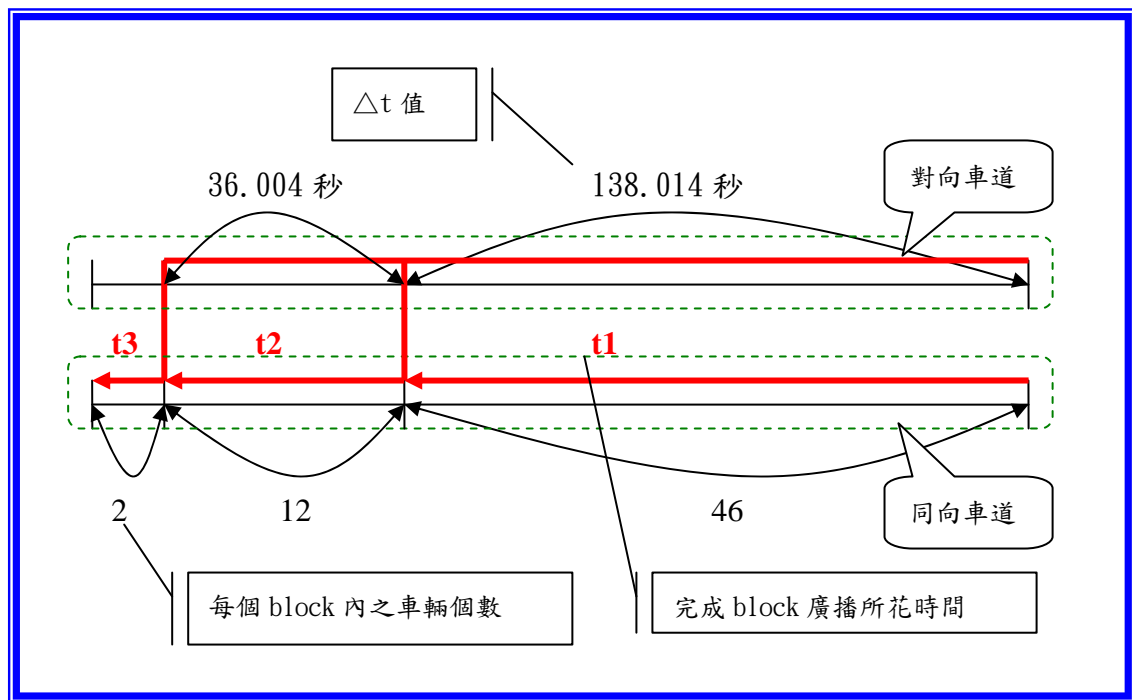 △t 值
36.004 秒
138.014 秒
對向車道
t3
t2
t1
2
12
46
同向車道
每個 block 內之車輛個數
完成 block 廣播所花時間